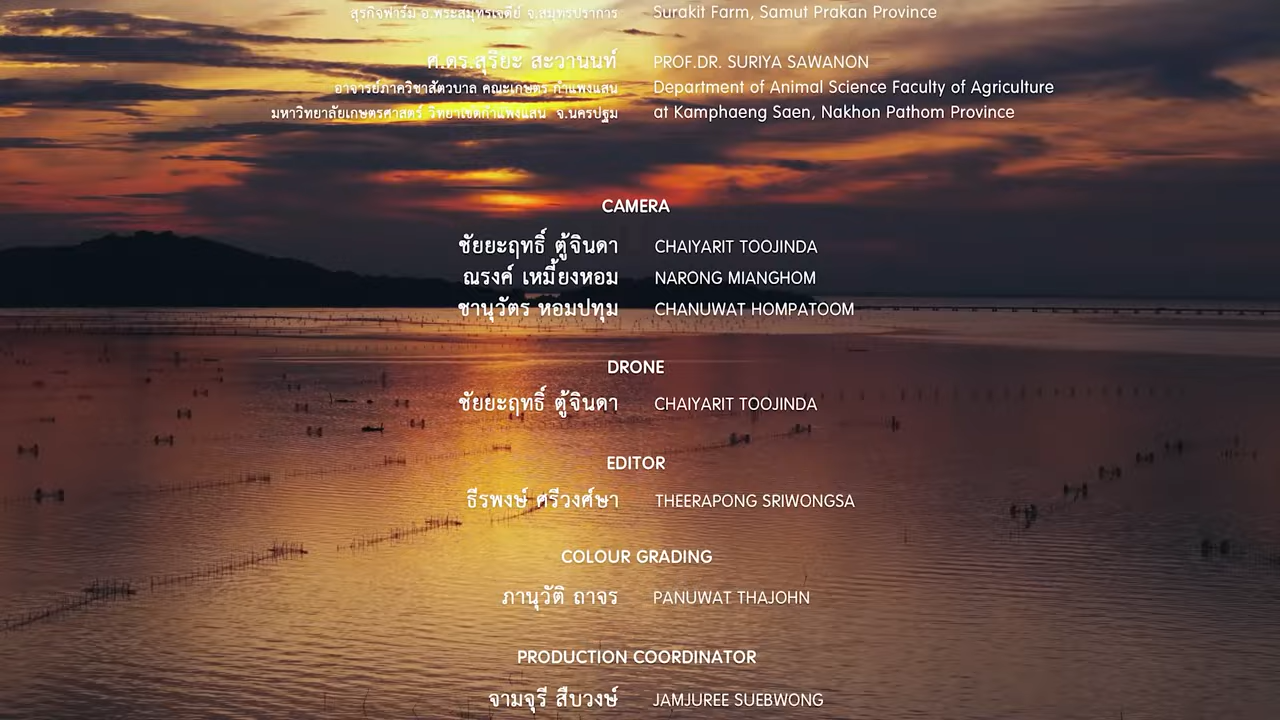 สุรกิจฟาร์ม อ.พระสมุทรเจดีย์ จ.สมุทรปราการ Surakit Farm, Samut Prakan Province
ศ.ดร.สุริยะ สะวานนท์ PROF.DR. SURIYA SAWANON
อาจารย์ภาควิชาสัตวบาล คณะเกษตร กำแพงแสน Department of Animal Science Faculty of Agriculture
มหาวิทยาลัยเกษตรศาสตร์ วิทยาเขตกำแพงแสน จ.นครปฐม at Kamphaeng Saen, Nakhon Pathom Province
CAMERA
ชัยยะฤทธิ์ ตู้จินดา CHAIYARIT TOOJINDA
ณรงค์ เหมี้ยงหอม NARONG MIANGHOM
ชานุวัตร หอมปทุม CHANUWAT HOMPATOOM
DRONE
ชัยยะฤทธิ์ ตู้จินดา CHAIYARIT TOOJINDA
EDITOR
ธีรพงษ์ ศรีวงศ์ษา THEERAPONG SRIWONGSA
COLOUR GRADING
ภานุวัติ ถาจร PANUWAT THAJOHN
PRODUCTION COORDINATOR
จามจุรี สืบวงษ์ JAMJUREE SUEBWONG